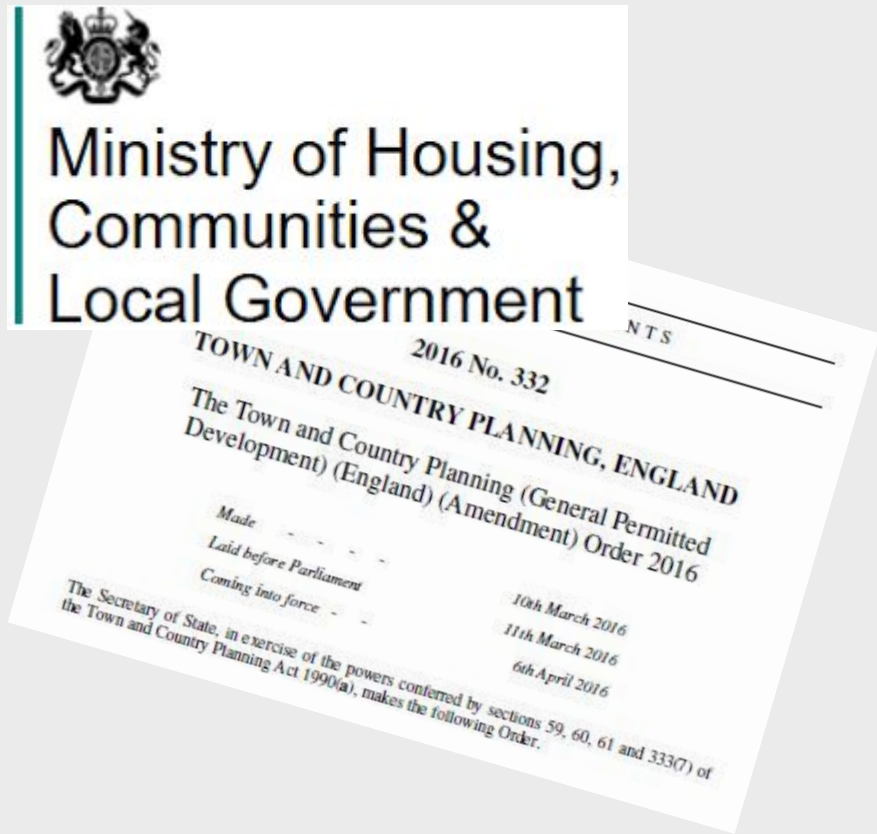 Ministry of Housing,
Communities &
Local Government
NTS
2016 No. 332
TOWN AND COUNTRY PLANNING, ENGLAND
The Town and Country Planning (General Permitted
Development) (England) (Amendment) Order 2016
Made - - - - 10th March 2016
Laid before Parliament 11th March 2016
Coming into force - - 6th April 2016
The Secretary of State, in exercise of the powers conferred by sections 59, 60, 61 and 333(7) of
the Town and Country Planning Act 1990(a), makes the following Order.